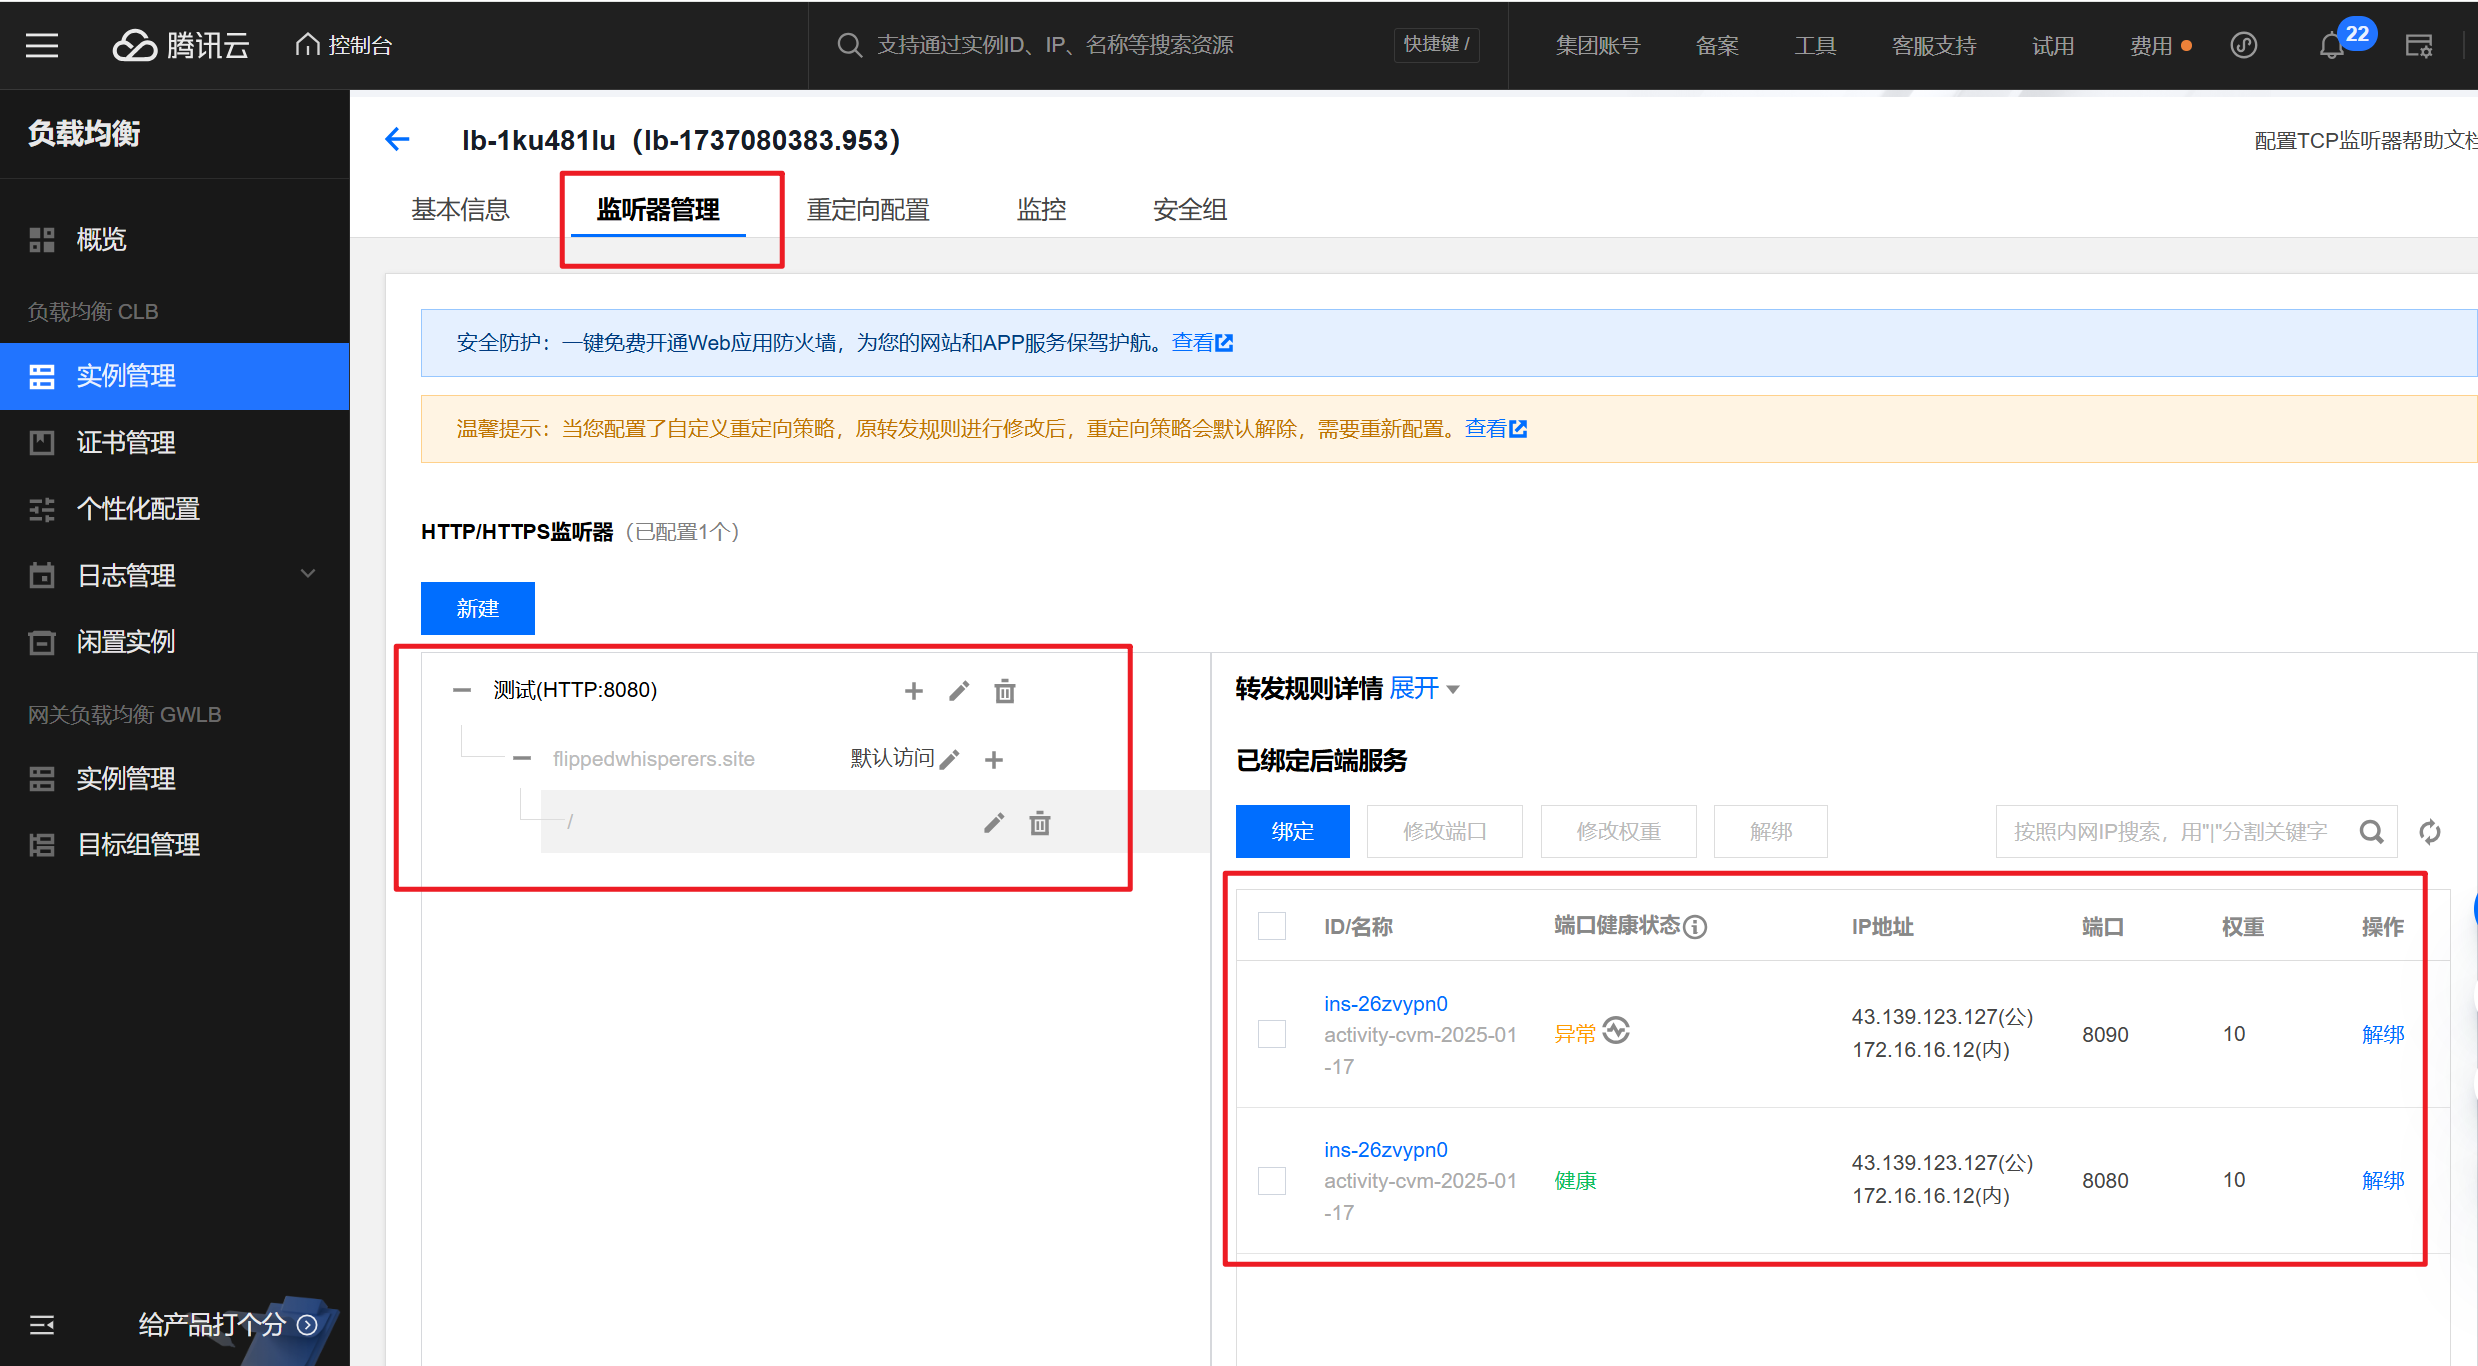 腾讯云
控制台
支持通过实例ID、IP、名称等搜索资源
快捷键 /
集团账号
备案
工具
客服支持
试用
费用
22
负载均衡
概览
负载均衡 CLB
实例管理
证书管理
个性化配置
日志管理
闲置实例
网关负载均衡 GWLB
实例管理
目标组管理
给产品打个分
lb-1ku481lu（lb-1737080383.953）
配置TCP监听器帮助文档
基本信息
监听器管理
重定向配置
监控
安全组
安全防护：一键免费开通Web应用防火墙，为您的网站和APP服务保驾护航。查看
温馨提示：当您配置了自定义重定向策略，原转发规则进行修改后，重定向策略会默认解除，需要重新配置。查看
HTTP/HTTPS监听器（已配置1个）
新建
测试(HTTP:8080)
flippedwhisperers.site
默认访问
/
转发规则详情 展开
已绑定后端服务
绑定
修改端口
修改权重
解绑
按照内网IP搜索，用"|"分割关键字
ID/名称
端口健康状态
IP地址
端口
权重
操作
ins-26zvypn0
activity-cvm-2025-01
-17
异常
43.139.123.127(公)
172.16.16.12(内)
8090
10
解绑
ins-26zvypn0
activity-cvm-2025-01
-17
健康
43.139.123.127(公)
172.16.16.12(内)
8080
10
解绑